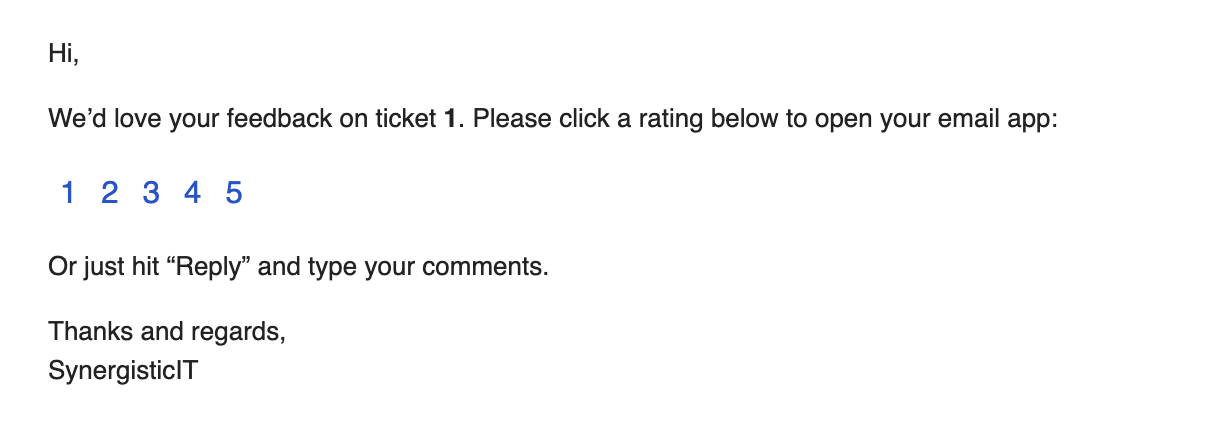 Hi,
We’d love your feedback on ticket 1. Please click a rating below to open your email app:
1 2 3 4 5
Or just hit “Reply” and type your comments.
Thanks and regards,
SynergisticIT